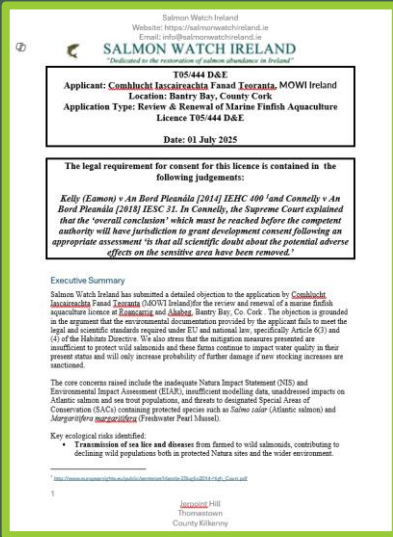 Salmon Watch Ireland
Website: https://salmonwatchireland.ie
Email: info@salmonwatchireland.ie
SALMON WATCH IRELAND
"Dedicated to the restoration of salmon abundance in Ireland"
T05/444 D&E
Applicant: Comhlucht Iascaireachta Fanad Teoranta, MOWI Ireland
Location: Bantry Bay, County Cork
Application Type: Review & Renewal of Marine Finfish Aquaculture
Licence T05/444 D&E
Date: 01 July 2025
The legal requirement for consent for this licence is contained in the
following judgements:
Kelly (Eamon) v An Bord Pleanála [2014] IEHC 400 1and Connelly v An
Bord Pleanála [2018] IESC 31. In Connelly, the Supreme Court explained
that the 'overall conclusion' which must be reached before the competent
authority will have jurisdiction to grant development consent following an
appropriate assessment 'is that all scientific doubt about the potential adverse
effects on the sensitive area have been removed.'
Executive Summary
Salmon Watch Ireland has submitted a detailed objection to the application by Comhlucht
Iascaireachta Fanad Teoranta (MOWI Ireland)for the review and renewal of a marine finfish
aquaculture licence at Roancarrig and Ahabeg, Bantry Bay, Co. Cork . The objection is grounded
in the argument that the environmental documentation provided by the applicant fails to meet the
legal and scientific standards required under EU and national law, specifically Article 6(3) and
(4) of the Habitats Directive. We also stress that the mitigation measures presented are
insufficient to protect wild salmonids and these farms continue to impact water quality in their
present status and will only increase probability of further damage if new stocking increases are
sanctioned.
The core concerns raised include the inadequate Natura Impact Statement (NIS) and
Environmental Impact Assessment (EIAR), insufficient modelling data, unaddressed impacts on
Atlantic salmon and sea trout populations, and threats to designated Special Areas of
Conservation (SACs) containing protected species such as Salmo salar (Atlantic salmon) and
Margaritifera margaritifera (Freshwater Pearl Mussel).
Key ecological risks identified:
• Transmission of sea lice and diseases from farmed to wild salmonids, contributing to
declining wild populations both in protected Natura sites and the wider environment.
1
Jerpoint Hill
Thomastown
County Kilkenny